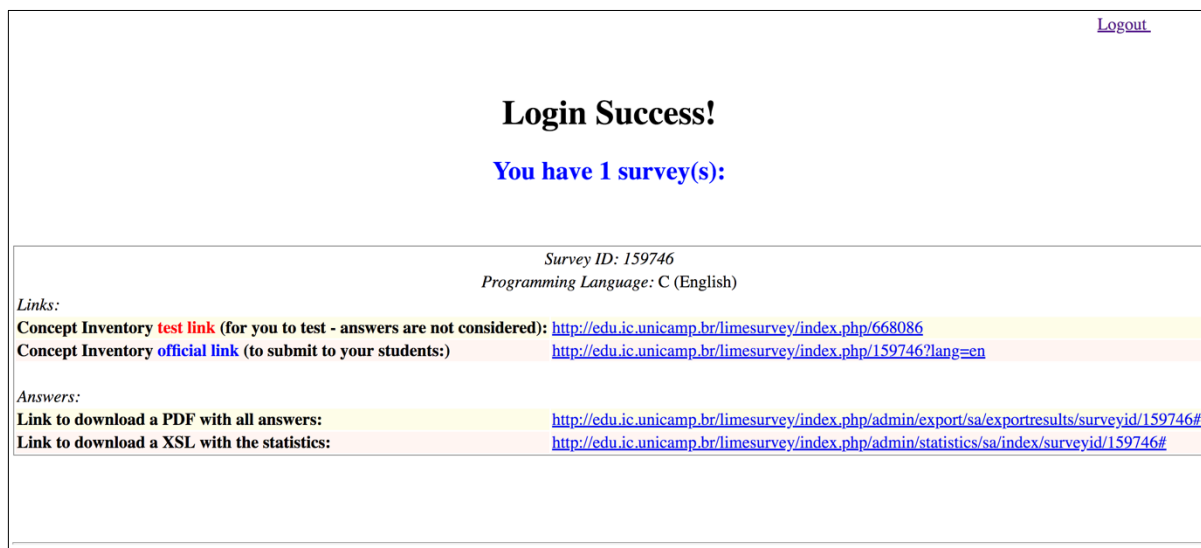 Logout
Login Success!
You have 1 survey(s):
Survey ID: 159746
Programming Language: C (English)
Links:
Concept Inventory test link (for you to test - answers are not considered): http://edu.ic.unicamp.br/limesurvey/index.php/668086
Concept Inventory official link (to submit to your students:) http://edu.ic.unicamp.br/limesurvey/index.php/159746?lang=en
Answers:
Link to download a PDF with all answers: http://edu.ic.unicamp.br/limesurvey/index.php/admin/export/sa/exportresults/surveyid/159746#
Link to download a XSL with the statistics: http://edu.ic.unicamp.br/limesurvey/index.php/admin/statistics/sa/index/surveyid/159746#